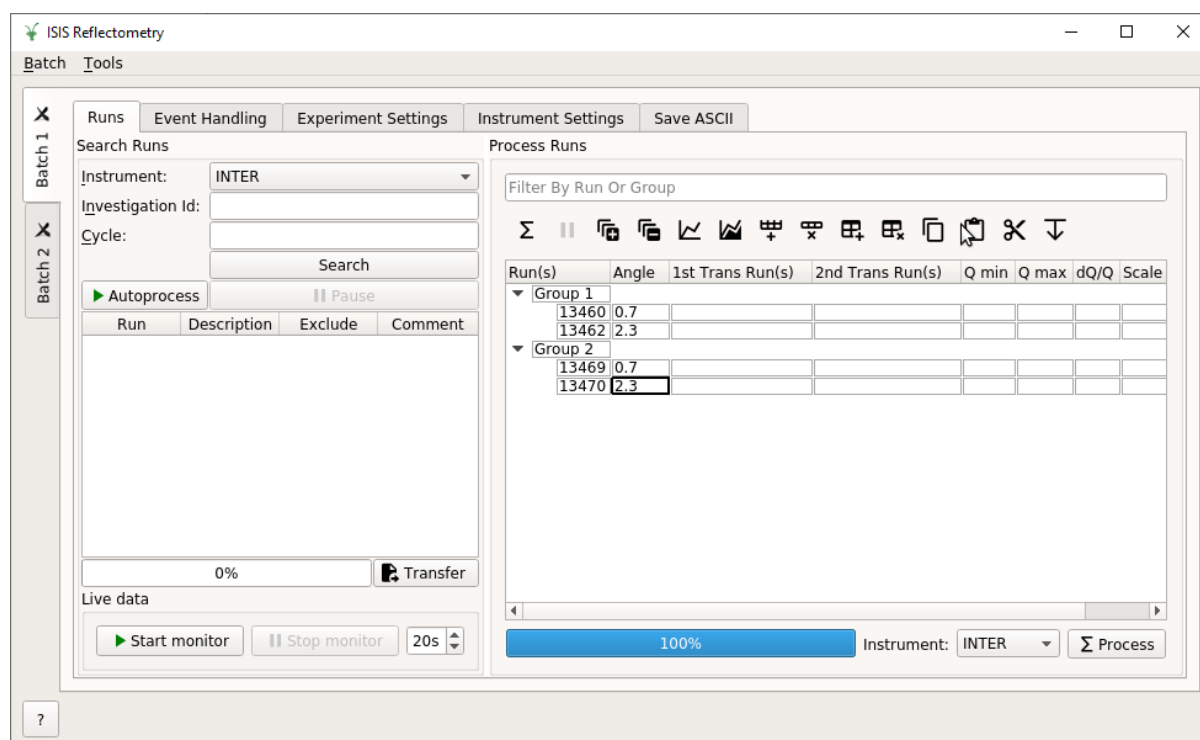 ISIS Reflectometry
Batch Tools
Batch 1
Batch 2
Runs Event Handling Experiment Settings Instrument Settings Save ASCII
Search Runs
Instrument: INTER
Investigation Id:
Cycle:
Search
Autoprocess Pause
Run Description Exclude Comment
0% Transfer
Live data
Start monitor Stop monitor 20s
Process Runs
Filter By Run Or Group
Run(s) Angle 1st Trans Run(s) 2nd Trans Run(s) Q min Q max dQ/Q Scale
Group 1
13460 0.7
13462 2.3
Group 2
13469 0.7
13470 2.3
100% Instrument: INTER Σ Process
?